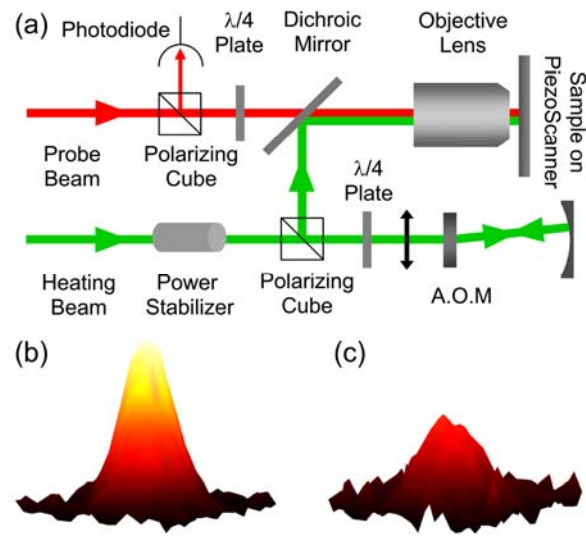 (a)
Photodiode
λ/4
Plate
Dichroic
Mirror
Objective
Lens
Sample on
PiezoScanner
Probe
Beam
Polarizing
Cube
λ/4
Plate
Heating
Beam
Power
Stabilizer
Polarizing
Cube
A.O.M
(b)
(c)